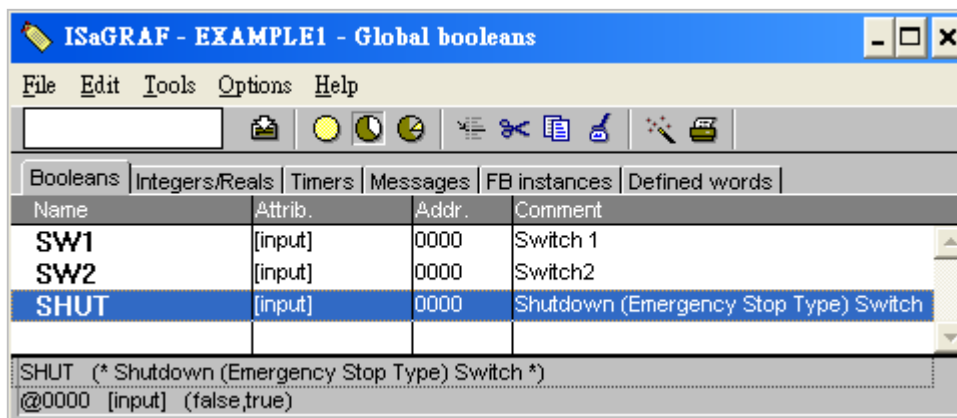 ISaGRAF - EXAMPLE1 - Global booleans
File Edit Tools Options Help
Booleans Integers/Reals Timers Messages FB instances Defined words
Name Attrib. Addr. Comment
SW1 [input] 0000 Switch 1
SW2 [input] 0000 Switch2
SHUT [input] 0000 Shutdown (Emergency Stop Type) Switch
SHUT (* Shutdown (Emergency Stop Type) Switch *)
@0000 [input] (false,true)